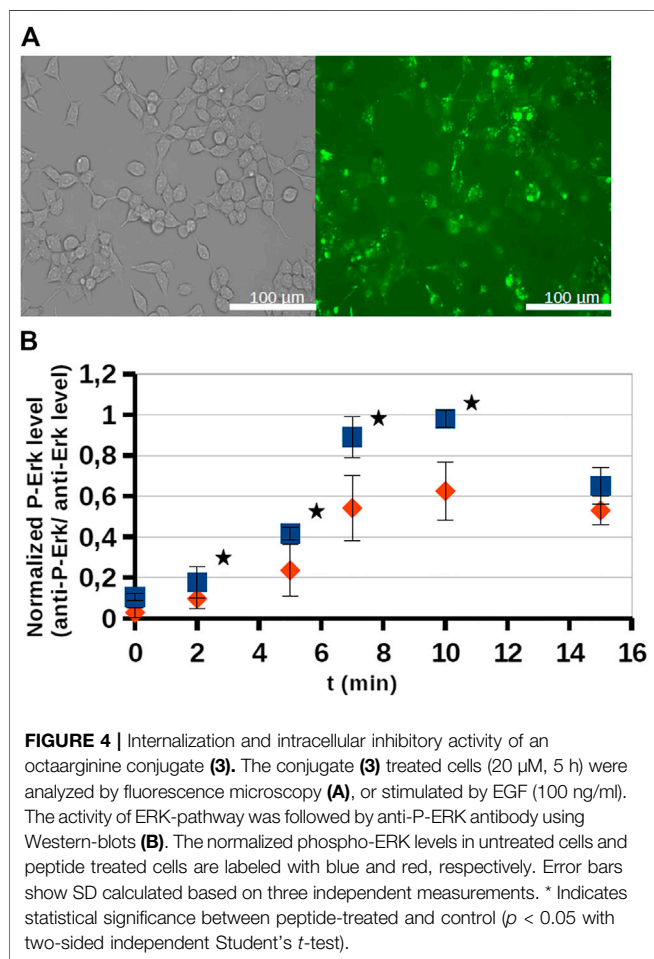 A
100 µm
100 µm
B
Normalized P-Erk level
(anti-P-Erk/ anti-Erk level)
1,2
1
0,8
0,6
0,4
0,2
0
0 2 4 6 8 10 12 14 16
t (min)
FIGURE 4 | Internalization and intracellular inhibitory activity of an
octaarginine conjugate (3). The conjugate (3) treated cells (20 µM, 5 h) were
analyzed by fluorescence microscopy (A), or stimulated by EGF (100 ng/ml).
The activity of ERK-pathway was followed by anti-P-ERK antibody using
Western-blots (B). The normalized phospho-ERK levels in untreated cells and
peptide treated cells are labeled with blue and red, respectively. Error bars
show SD calculated based on three independent measurements. * Indicates
statistical significance between peptide-treated and control (p < 0.05 with
two-sided independent Student’s t-test).